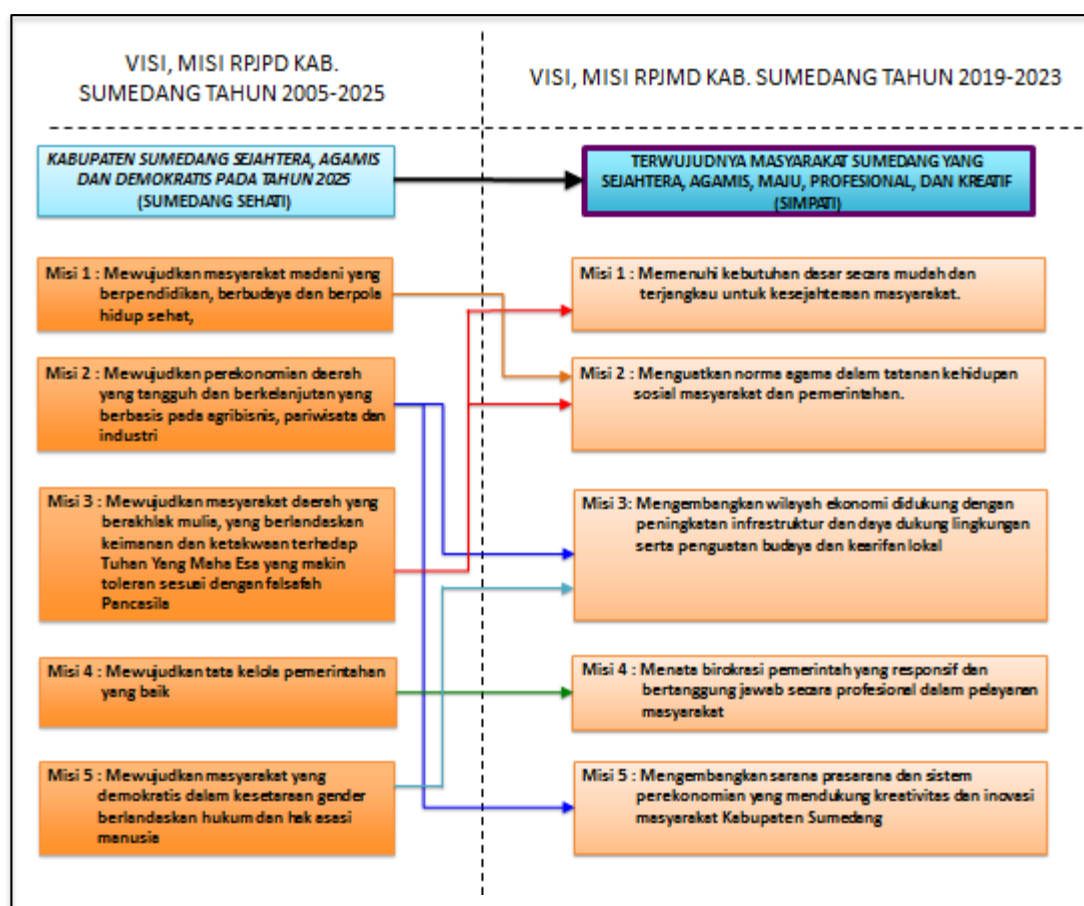 VISI, MISI RPJPD KAB.
SUMEDANG TAHUN 2005-2025
VISI, MISI RPJMD KAB. SUMEDANG TAHUN 2019-2023
KABUPATEN SUMEDANG SEJAHTERA, AGAMIS
DAN DEMOKRATIS PADA TAHUN 2025
(SUMEDANG SEHATI)
TERWUJUDNYA MASYARAKAT SUMEDANG YANG
SEJAHTERA, AGAMIS, MAJU, PROFESIONAL, DAN KREATIF
(SIMPATI)
Misi 1 : Mewujudkan masyarakat madani yang
berpendidikan, berbudaya dan berpola
hidup sehat,
Misi 1 : Memenuhi kebutuhan dasar secara mudah dan
terjangkau untuk kesejahteraan masyarakat.
Misi 2 : Mewujudkan perekonomian daerah
yang tangguh dan berkelanjutan yang
berbasis pada agribisnis, pariwisata dan
industri
Misi 2 : Menguatkan norma agama dalam tatanan kehidupan
sosial masyarakat dan pemerintahan.
Misi 3 : Mewujudkan masyarakat daerah yang
berakhlak mulia, yang berlandaskan
keimanan dan ketakwaan terhadap
Tuhan Yang Maha Esa yang makin
toleran sesuai dengan falsafah
Pancasila
Misi 3: Mengembangkan wilayah ekonomi didukung dengan
peningkatan infrastruktur dan daya dukung lingkungan
serta penguatan budaya dan kearifan lokal
Misi 4 : Mewujudkan tata kelola pemerintahan
yang baik
Misi 4 : Menata birokrasi pemerintah yang responsif dan
bertanggung jawab secara profesional dalam pelayanan
masyarakat
Misi 5 : Mewujudkan masyarakat yang
demokratis dalam kesetaraan gender
berlandaskan hukum dan hak asasi
manusia
Misi 5 : Mengembangkan sarana prasarana dan sistem
perekonomian yang mendukung kreativitas dan inovasi
masyarakat Kabupaten Sumedang